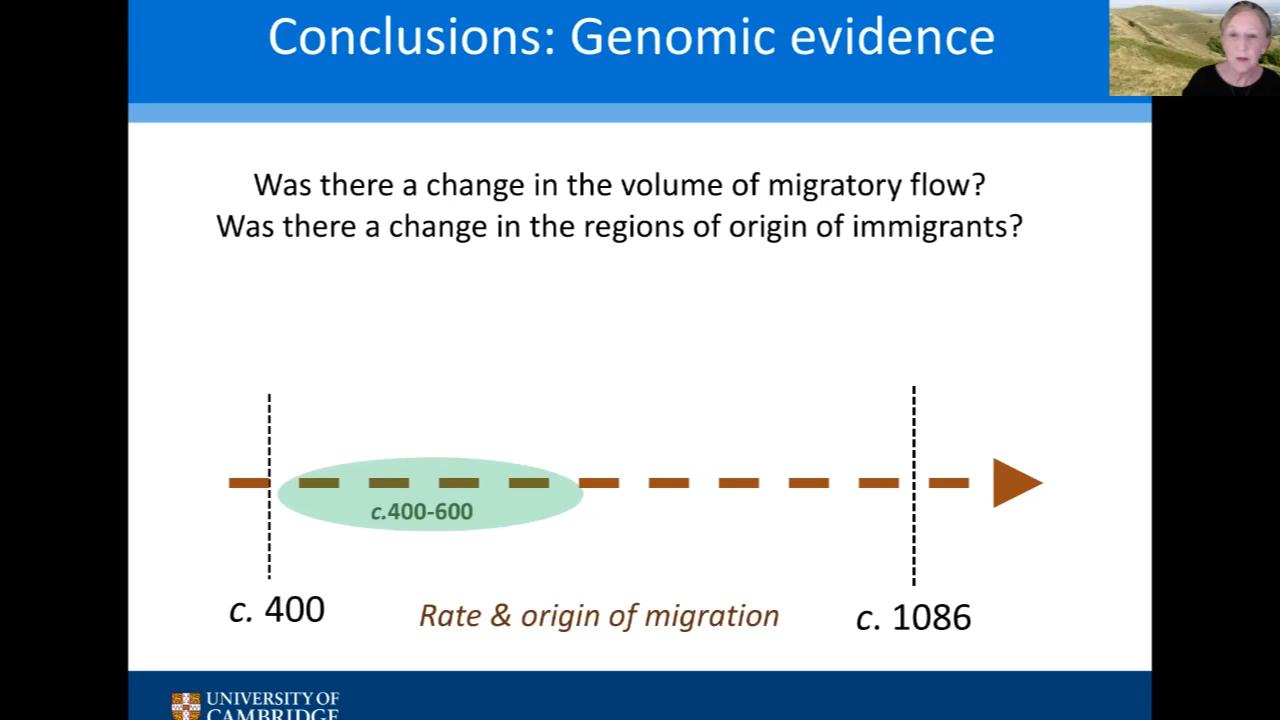 Conclusions: Genomic evidence
Was there a change in the volume of migratory flow?
Was there a change in the regions of origin of immigrants?
c.400-600
c. 400
Rate & origin of migration
c. 1086
UNIVERSITY OF
CAMBRIDGE